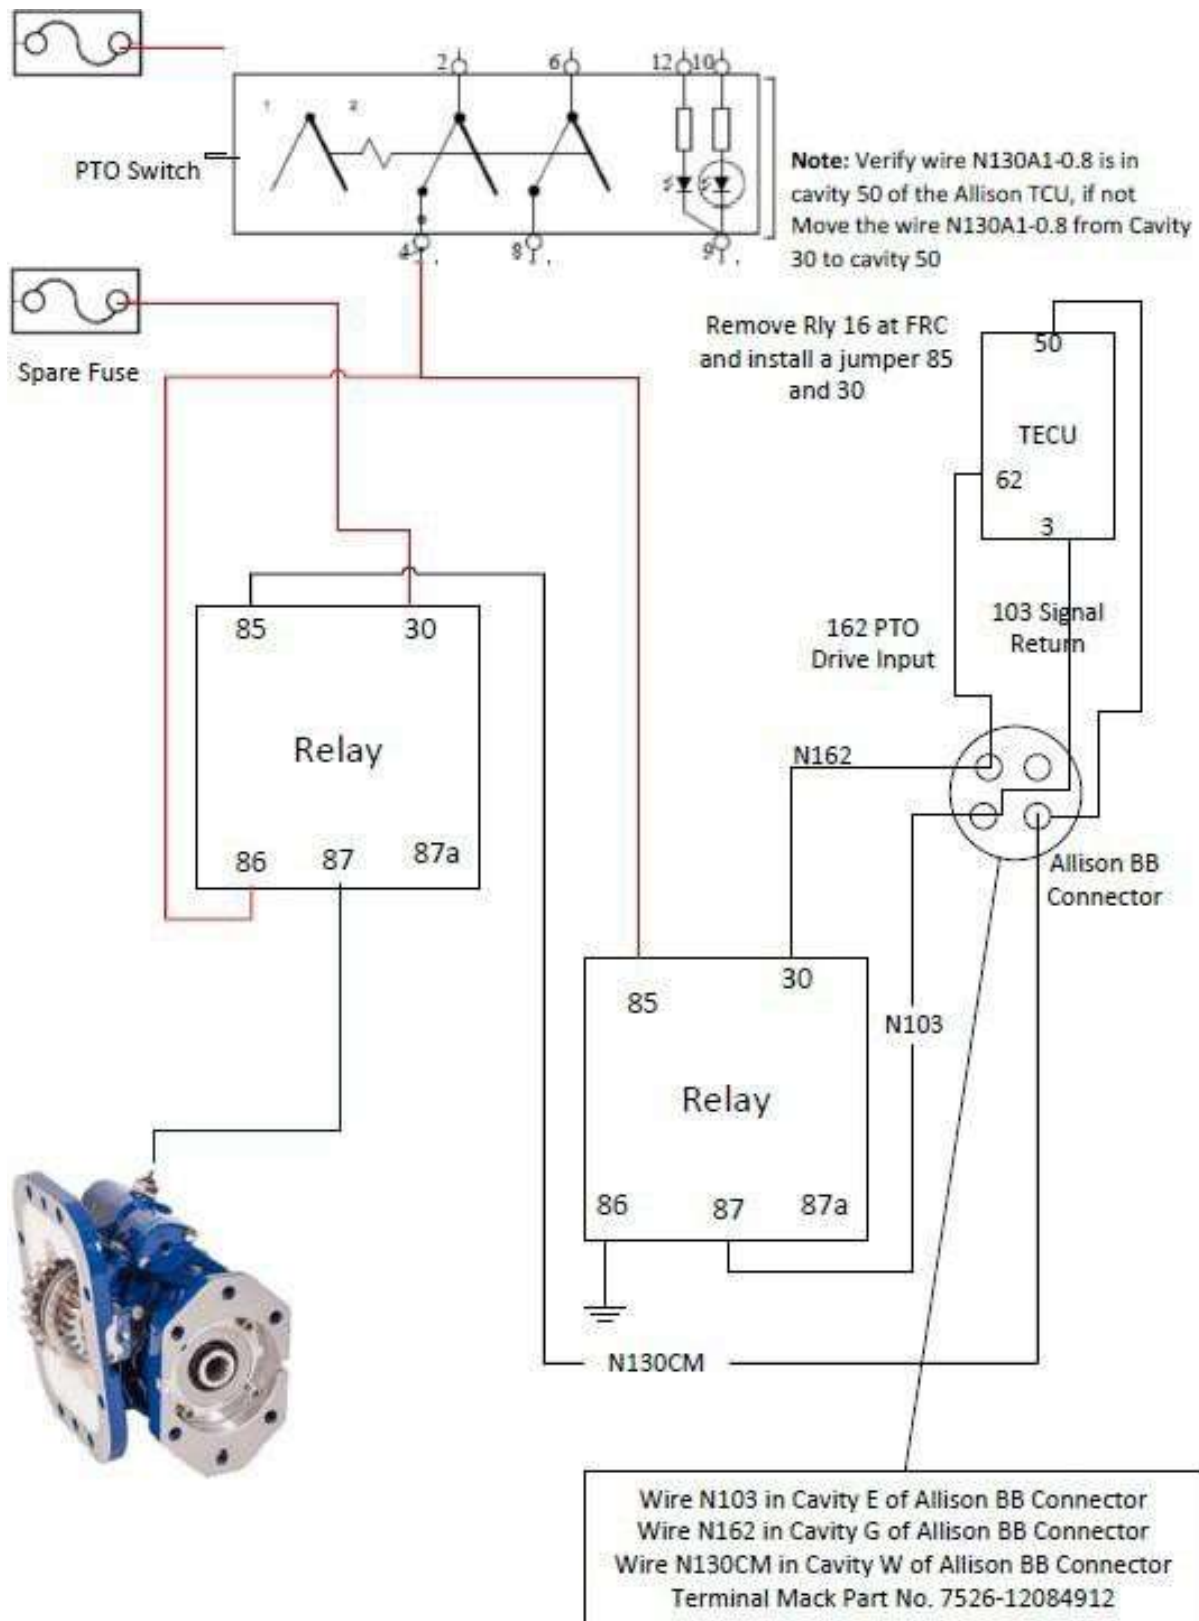 2
6
12
10
1
2
PTO Switch
4
9
9
Note: Verify wire N130A1-0.8 is in
cavity 50 of the Allison TCU, if not
Move the wire N130A1-0.8 from Cavity
30 to cavity 50
Spare Fuse
Remove Rly 16 at FRC
and install a jumper 85
and 30
50
TECU
62
3
85
30
Relay
86
87
87a
162 PTO
Drive Input
103 Signal
Return
N162
Allison BB
Connector
30
85
N103
Relay
86
87
87a
N130CM
Wire N103 in Cavity E of Allison BB Connector
Wire N162 in Cavity G of Allison BB Connector
Wire N130CM in Cavity W of Allison BB Connector
Terminal Mack Part No. 7526-12084912